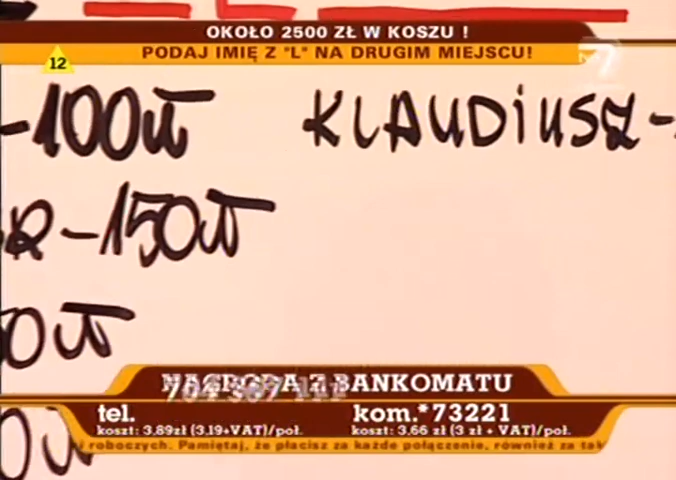 OKOŁO 2500 ZŁ W KOSZU !
PODAJ IMIĘ Z "L" NA DRUGIM MIEJSCU!
12
-100zł KLAUDIUSZ-
-150zł
0zł
NAGRODA Z BANKOMATU
tel. kom.*73221
koszt: 3,89zł (3,19+VAT)/poł. koszt: 3,66 zł (3 zł + VAT)/poł.
roboczych. Pamiętaj, że płacisz za każde połączenie, również za tak